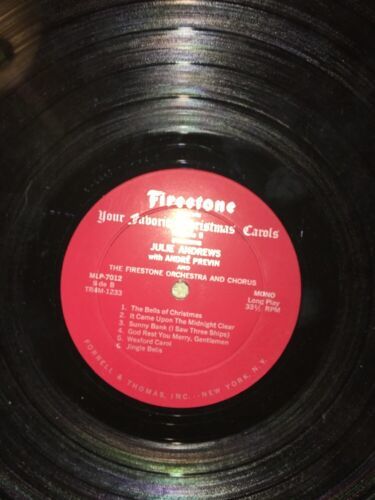 Firestone
Your Favorite Christmas Carols
JULIE ANDREWS
with ANDRÉ PREVIN
AND
THE FIRESTONE ORCHESTRA AND CHORUS
MLP-7012
Side B
TR4M-1233
MONO
Long Play
33⅓ RPM
1. The Bells of Christmas
2. It Came Upon The Midnight Clear
3. Sunny Bank (I Saw Three Ships)
4. God Rest You Merry, Gentlemen
5. Wexford Carol
6. Jingle Bells
FORRELL & THOMAS, INC. - NEW YORK, N.Y.